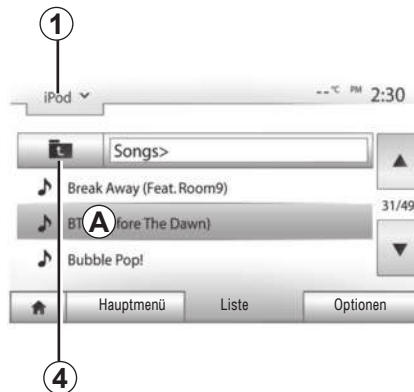 1
iPod --°C PM 2:30
Songs>
Break Away (Feat. Room9)
31/49
A fore The Dawn)
Bubble Pop!
Hauptmenü Liste Optionen
4